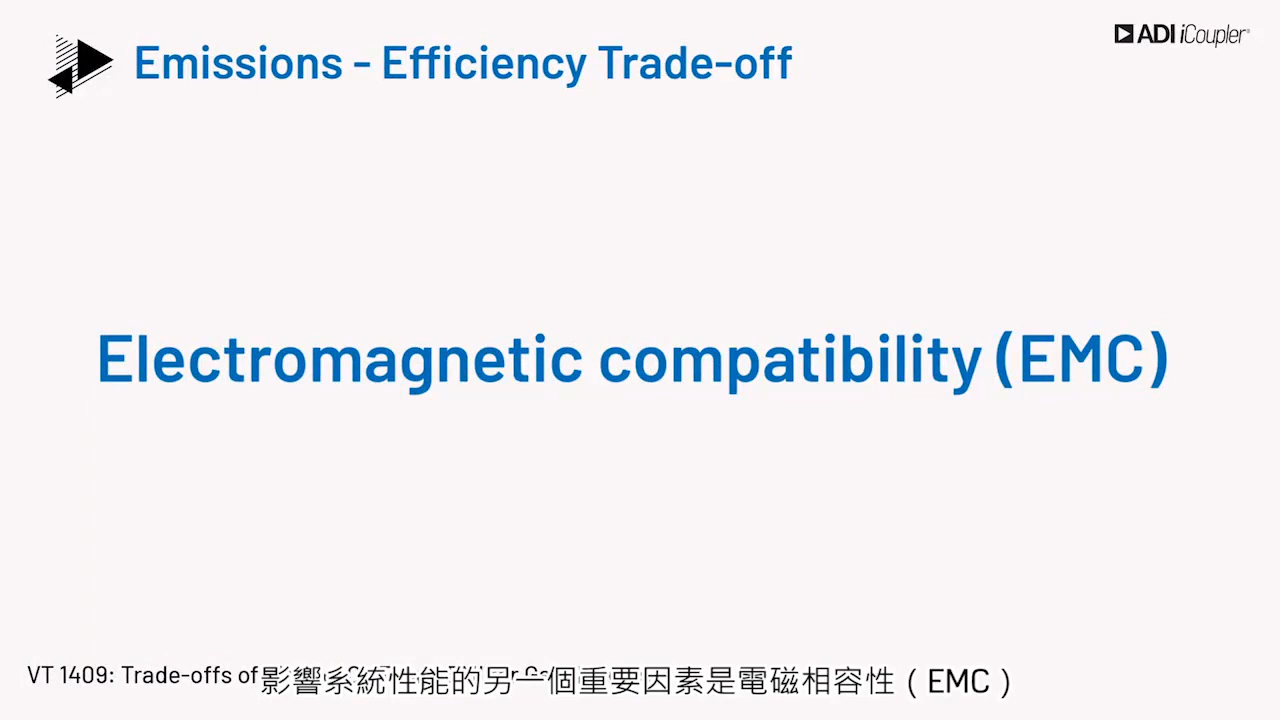 Emissions - Efficiency Trade-off
ADI iCoupler®
Electromagnetic compatibility (EMC)
VT 1409: Trade-offs of
影響系統性能的另一個重要因素是電磁相容性（EMC）